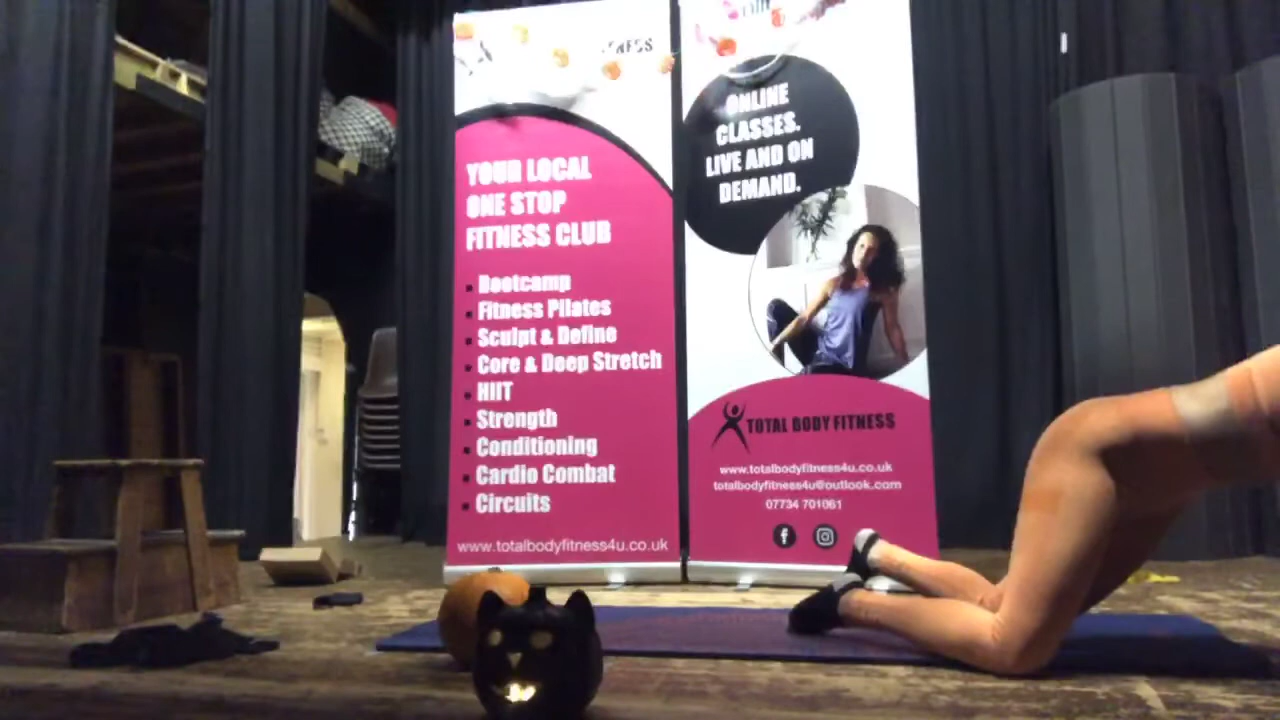 YOUR LOCAL
ONE STOP
FITNESS CLUB
Bootcamp
Fitness Pilates
Sculpt & Define
Core & Deep Stretch
HIIT
Strength
Conditioning
Cardio Combat
Circuits
www.totalbodyfitness4u.co.uk
ONLINE
CLASSES.
LIVE AND ON
DEMAND.
TOTAL BODY FITNESS
www.totalbodyfitness4u.co.uk
totalbodyfitness4u@outlook.com
07734 701061